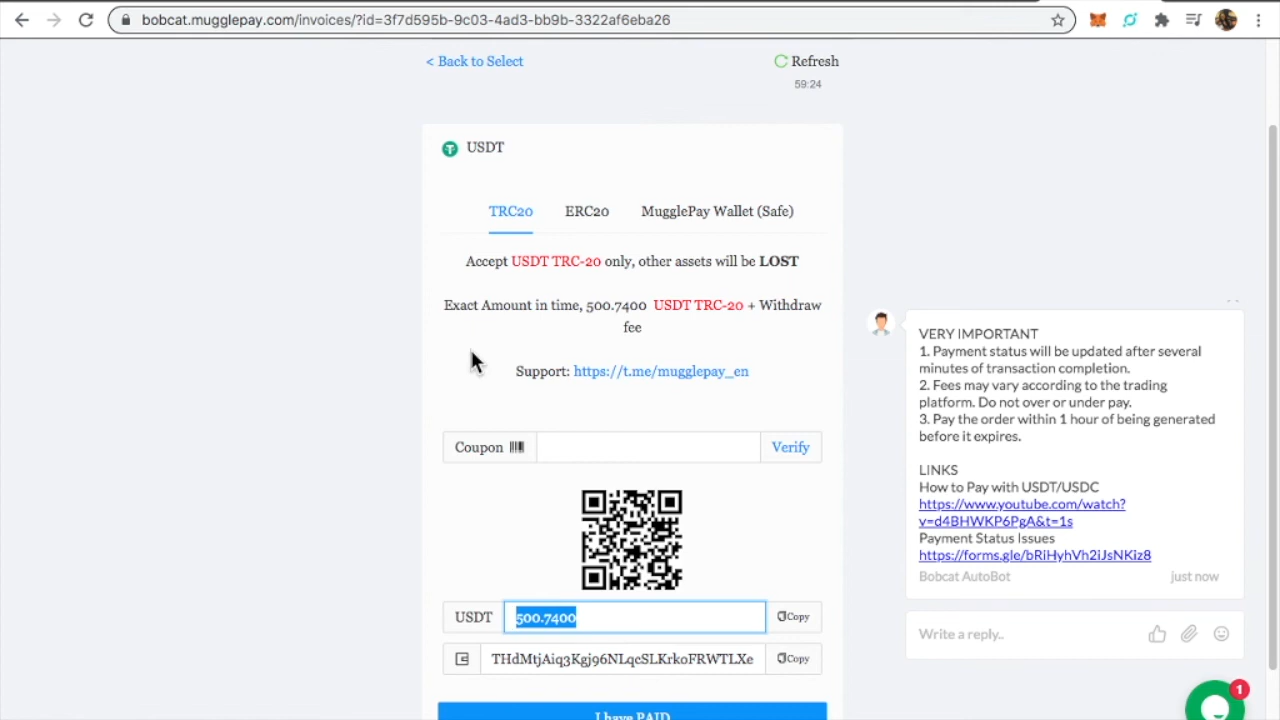 bobcat.mugglepay.com/invoices/?id=3f7d595b-9c03-4ad3-bb9b-3322af6eba26
< Back to Select
Refresh
59:24
USDT
TRC20
ERC20
MugglePay Wallet (Safe)
Accept USDT TRC-20 only, other assets will be LOST
Exact Amount in time, 500.7400 USDT TRC-20 + Withdraw
fee
Support: https://t.me/mugglepay_en
Coupon
Verify
USDT
500.7400
Copy
THdMtjAiq3Kgj96NLqcSLKrkoFRWTLXe
Copy
I have PAID
VERY IMPORTANT
1. Payment status will be updated after several
minutes of transaction completion.
2. Fees may vary according to the trading
platform. Do not over or under pay.
3. Pay the order within 1 hour of being generated
before it expires.
LINKS
How to Pay with USDT/USDC
https://www.youtube.com/watch?
v=d4BHWKP6PgA&t=1s
Payment Status Issues
https://forms.gle/bRiHyhVh2iJsNKiz8
Bobcat AutoBot
just now
Write a reply..
1